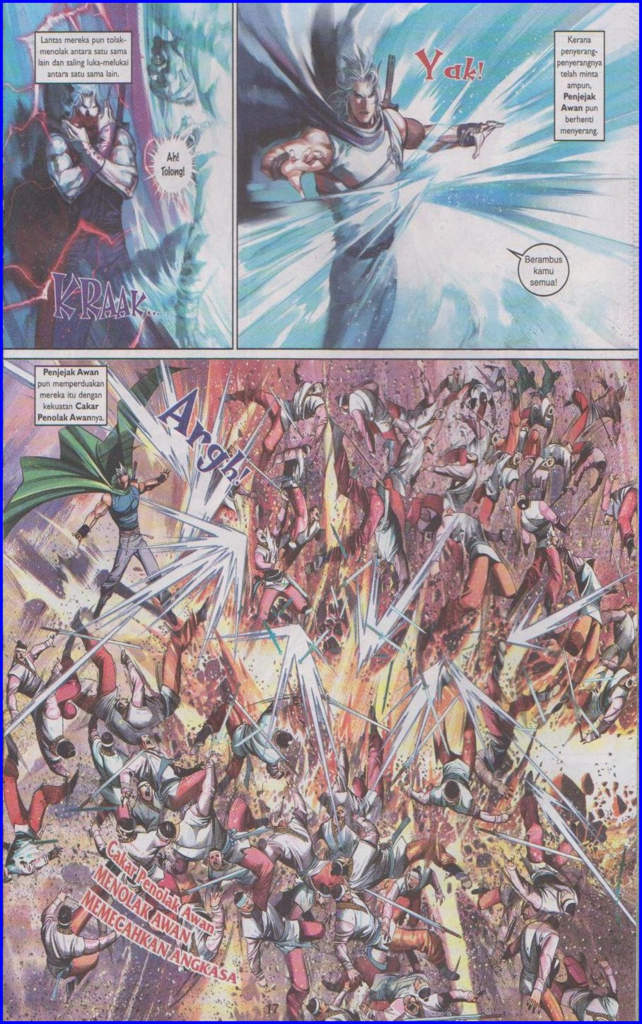 Lantas mereka pun tolak-
menolak antara satu sama
lain dan saling luka-melukai
antara satu sama lain.
Ah!
Tolong!
KRAAK...
Yak!
Kerana
penyerang-
penyerangnya
telah minta
ampun,
Penjejak
Awan pun
berhenti
menyerang.
Berambus
kamu
semua!
Penjejak Awan
pun memperduakan
mereka itu dengan
kekuatan Cakar
Penolak Awannya.
Argh!
Cakar Penolak Awan
MENOLAK AWAN
MEMECAHKAN ANGKASA
17